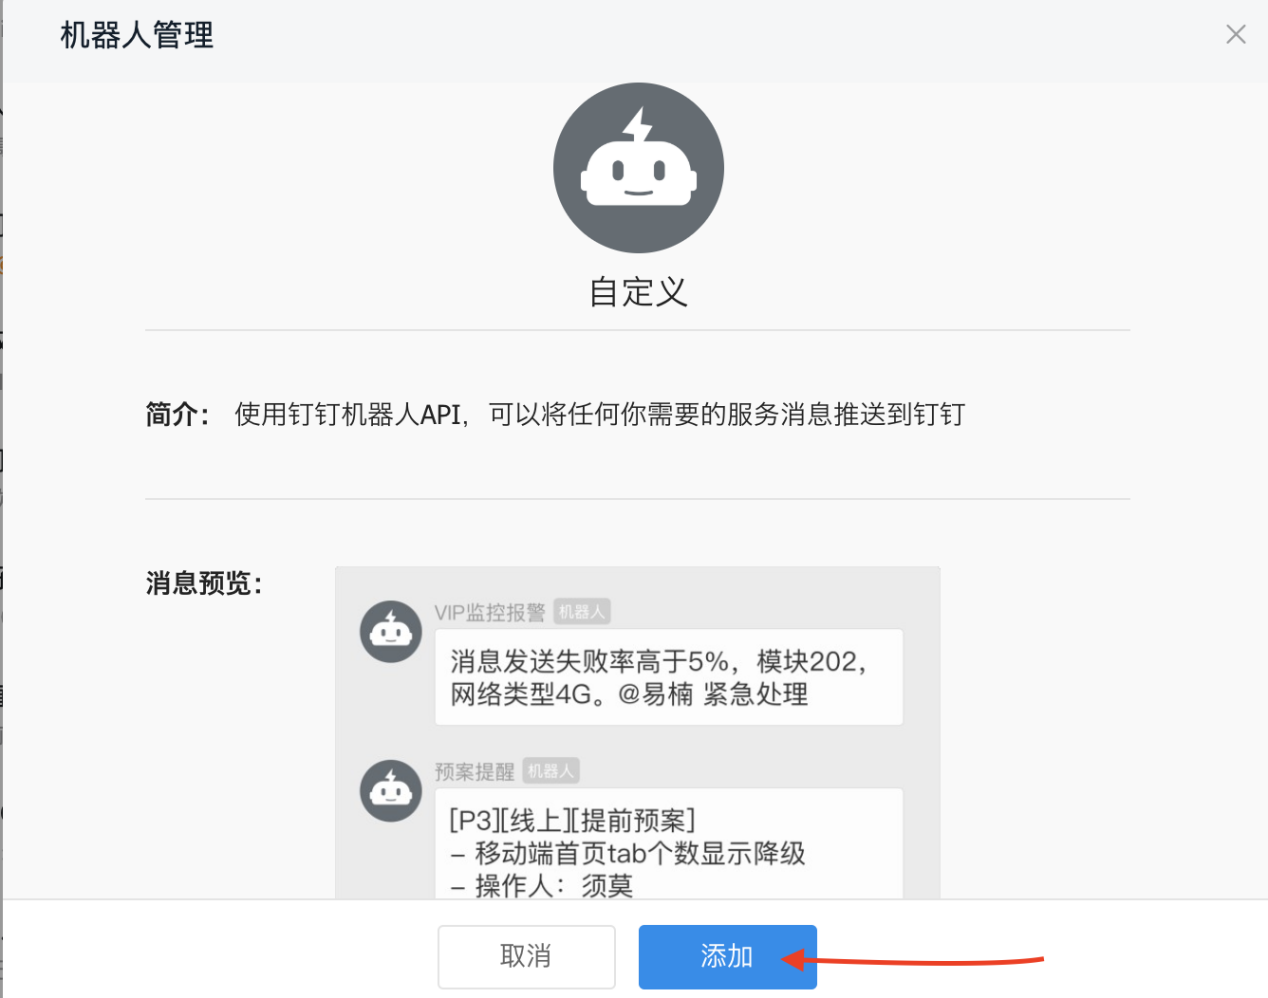 机器人管理
自定义
简介： 使用钉钉机器人API，可以将任何你需要的服务消息推送到钉钉
消息预览：
VIP监控报警 机器人
消息发送失败率高于5%，模块202，
网络类型4G。@易楠 紧急处理
预案提醒 机器人
[P3][线上][提前预案]
– 移动端首页tab个数显示降级
– 操作人：须莫
取消 添加